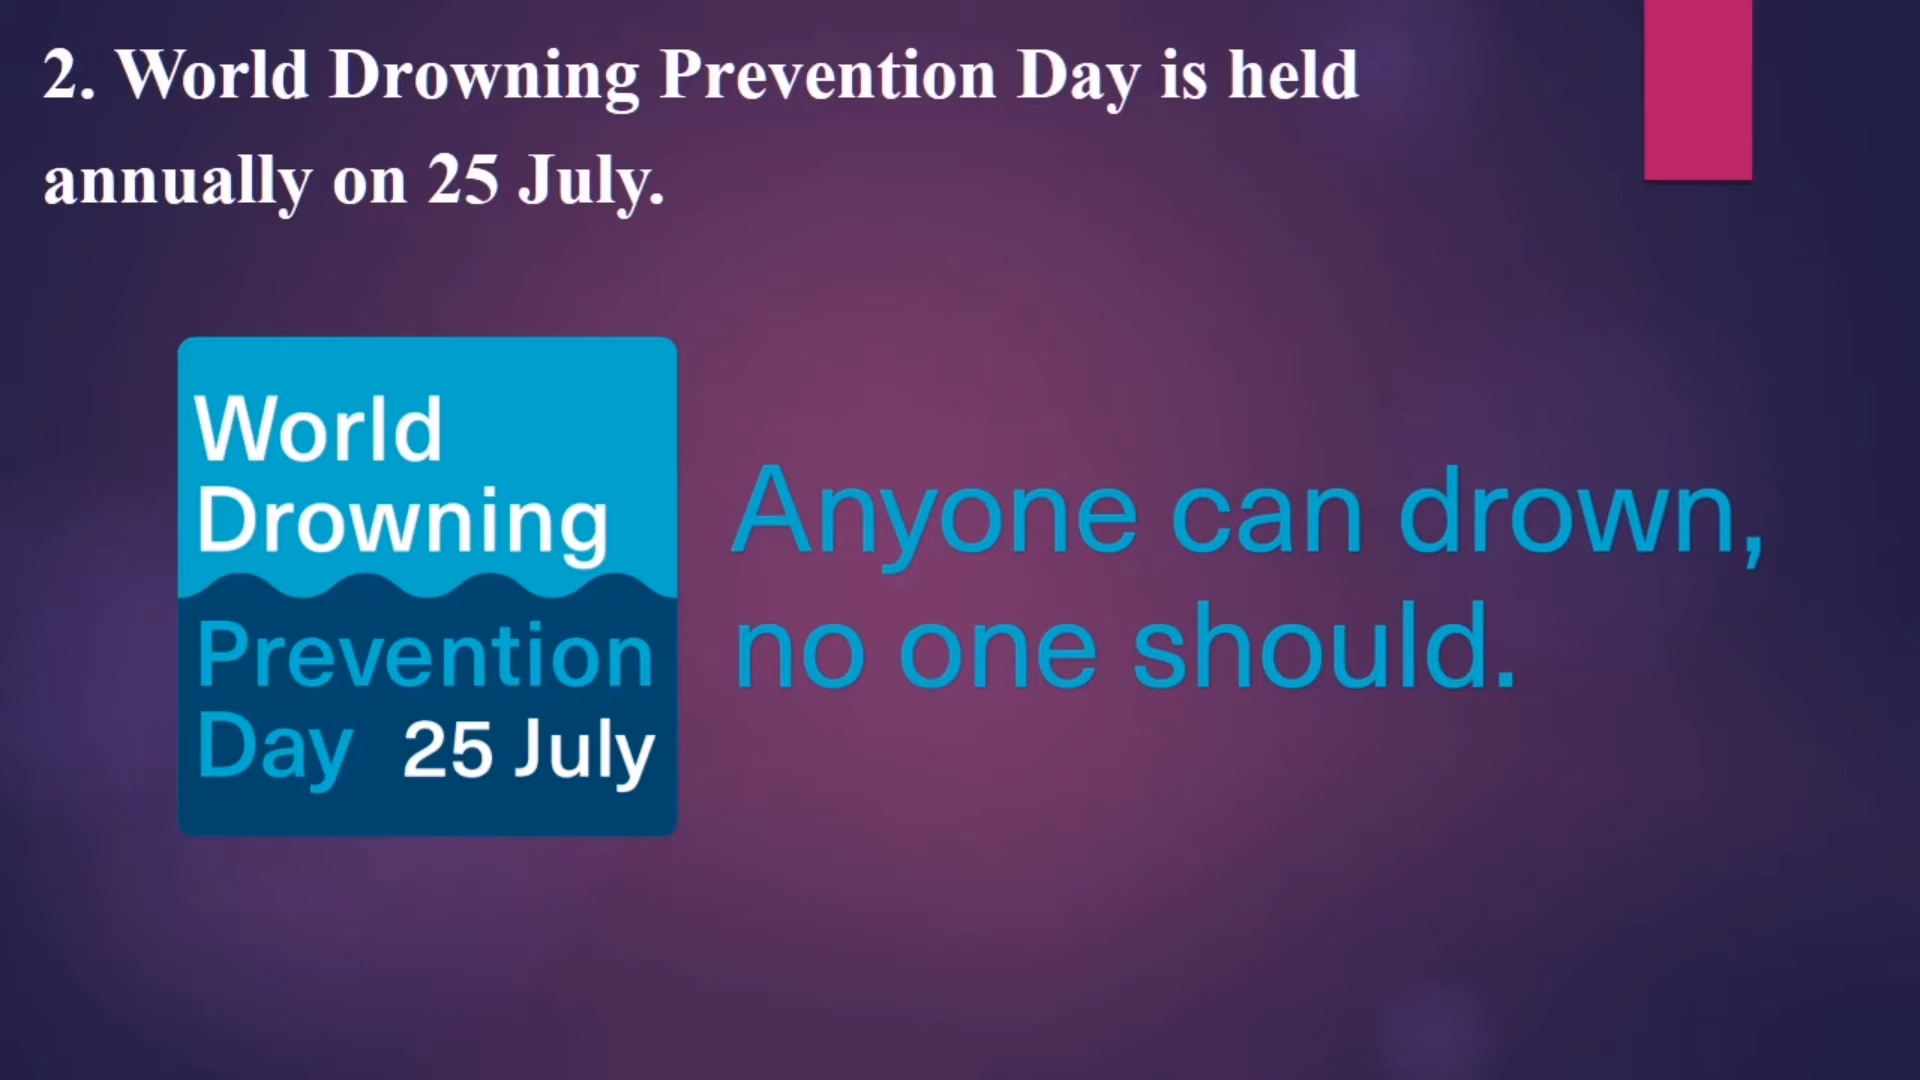 2. World Drowning Prevention Day is held
annually on 25 July.
World
Drowning
Prevention
Day 25 July
Anyone can drown,
no one should.